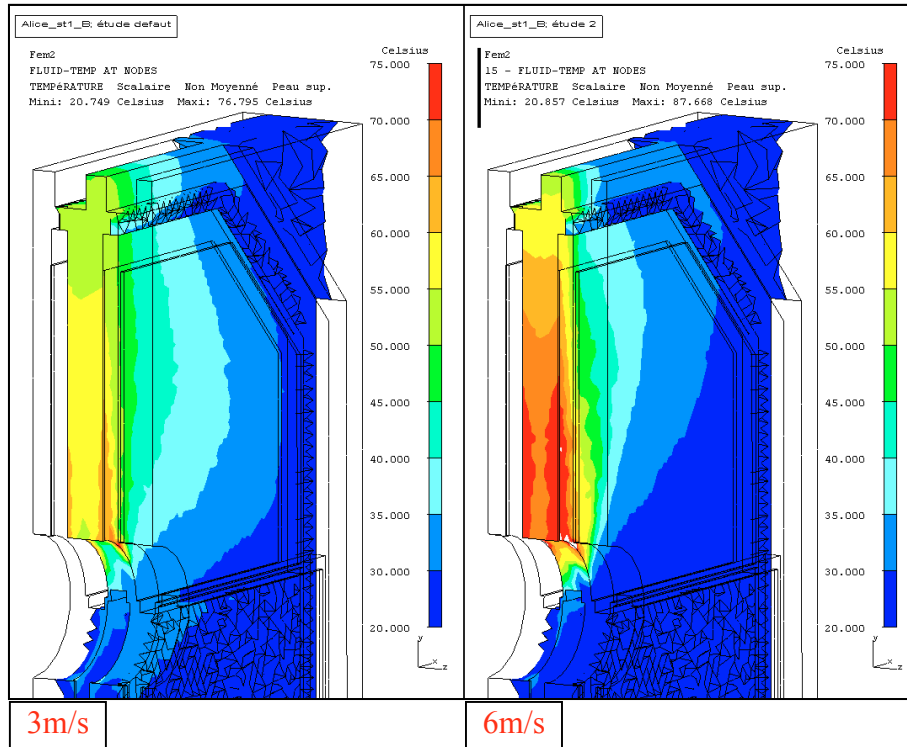 Alice_st1_B; étude defaut
Fem2
FLUID-TEMP AT NODES
TEMPéRATURE Scalaire Non Moyenné Peau sup.
Mini: 20.749 Celsius Maxi: 76.795 Celsius
Celsius
75.000
70.000
65.000
60.000
55.000
50.000
45.000
40.000
35.000
30.000
25.000
20.000
y
x
z
3m/s
Alice_st1_B; étude 2
Fem2
15 - FLUID-TEMP AT NODES
TEMPéRATURE Scalaire Non Moyenné Peau sup.
Mini: 20.857 Celsius Maxi: 87.668 Celsius
Celsius
75.000
70.000
65.000
60.000
55.000
50.000
45.000
40.000
35.000
30.000
25.000
20.000
y
x
z
6m/s